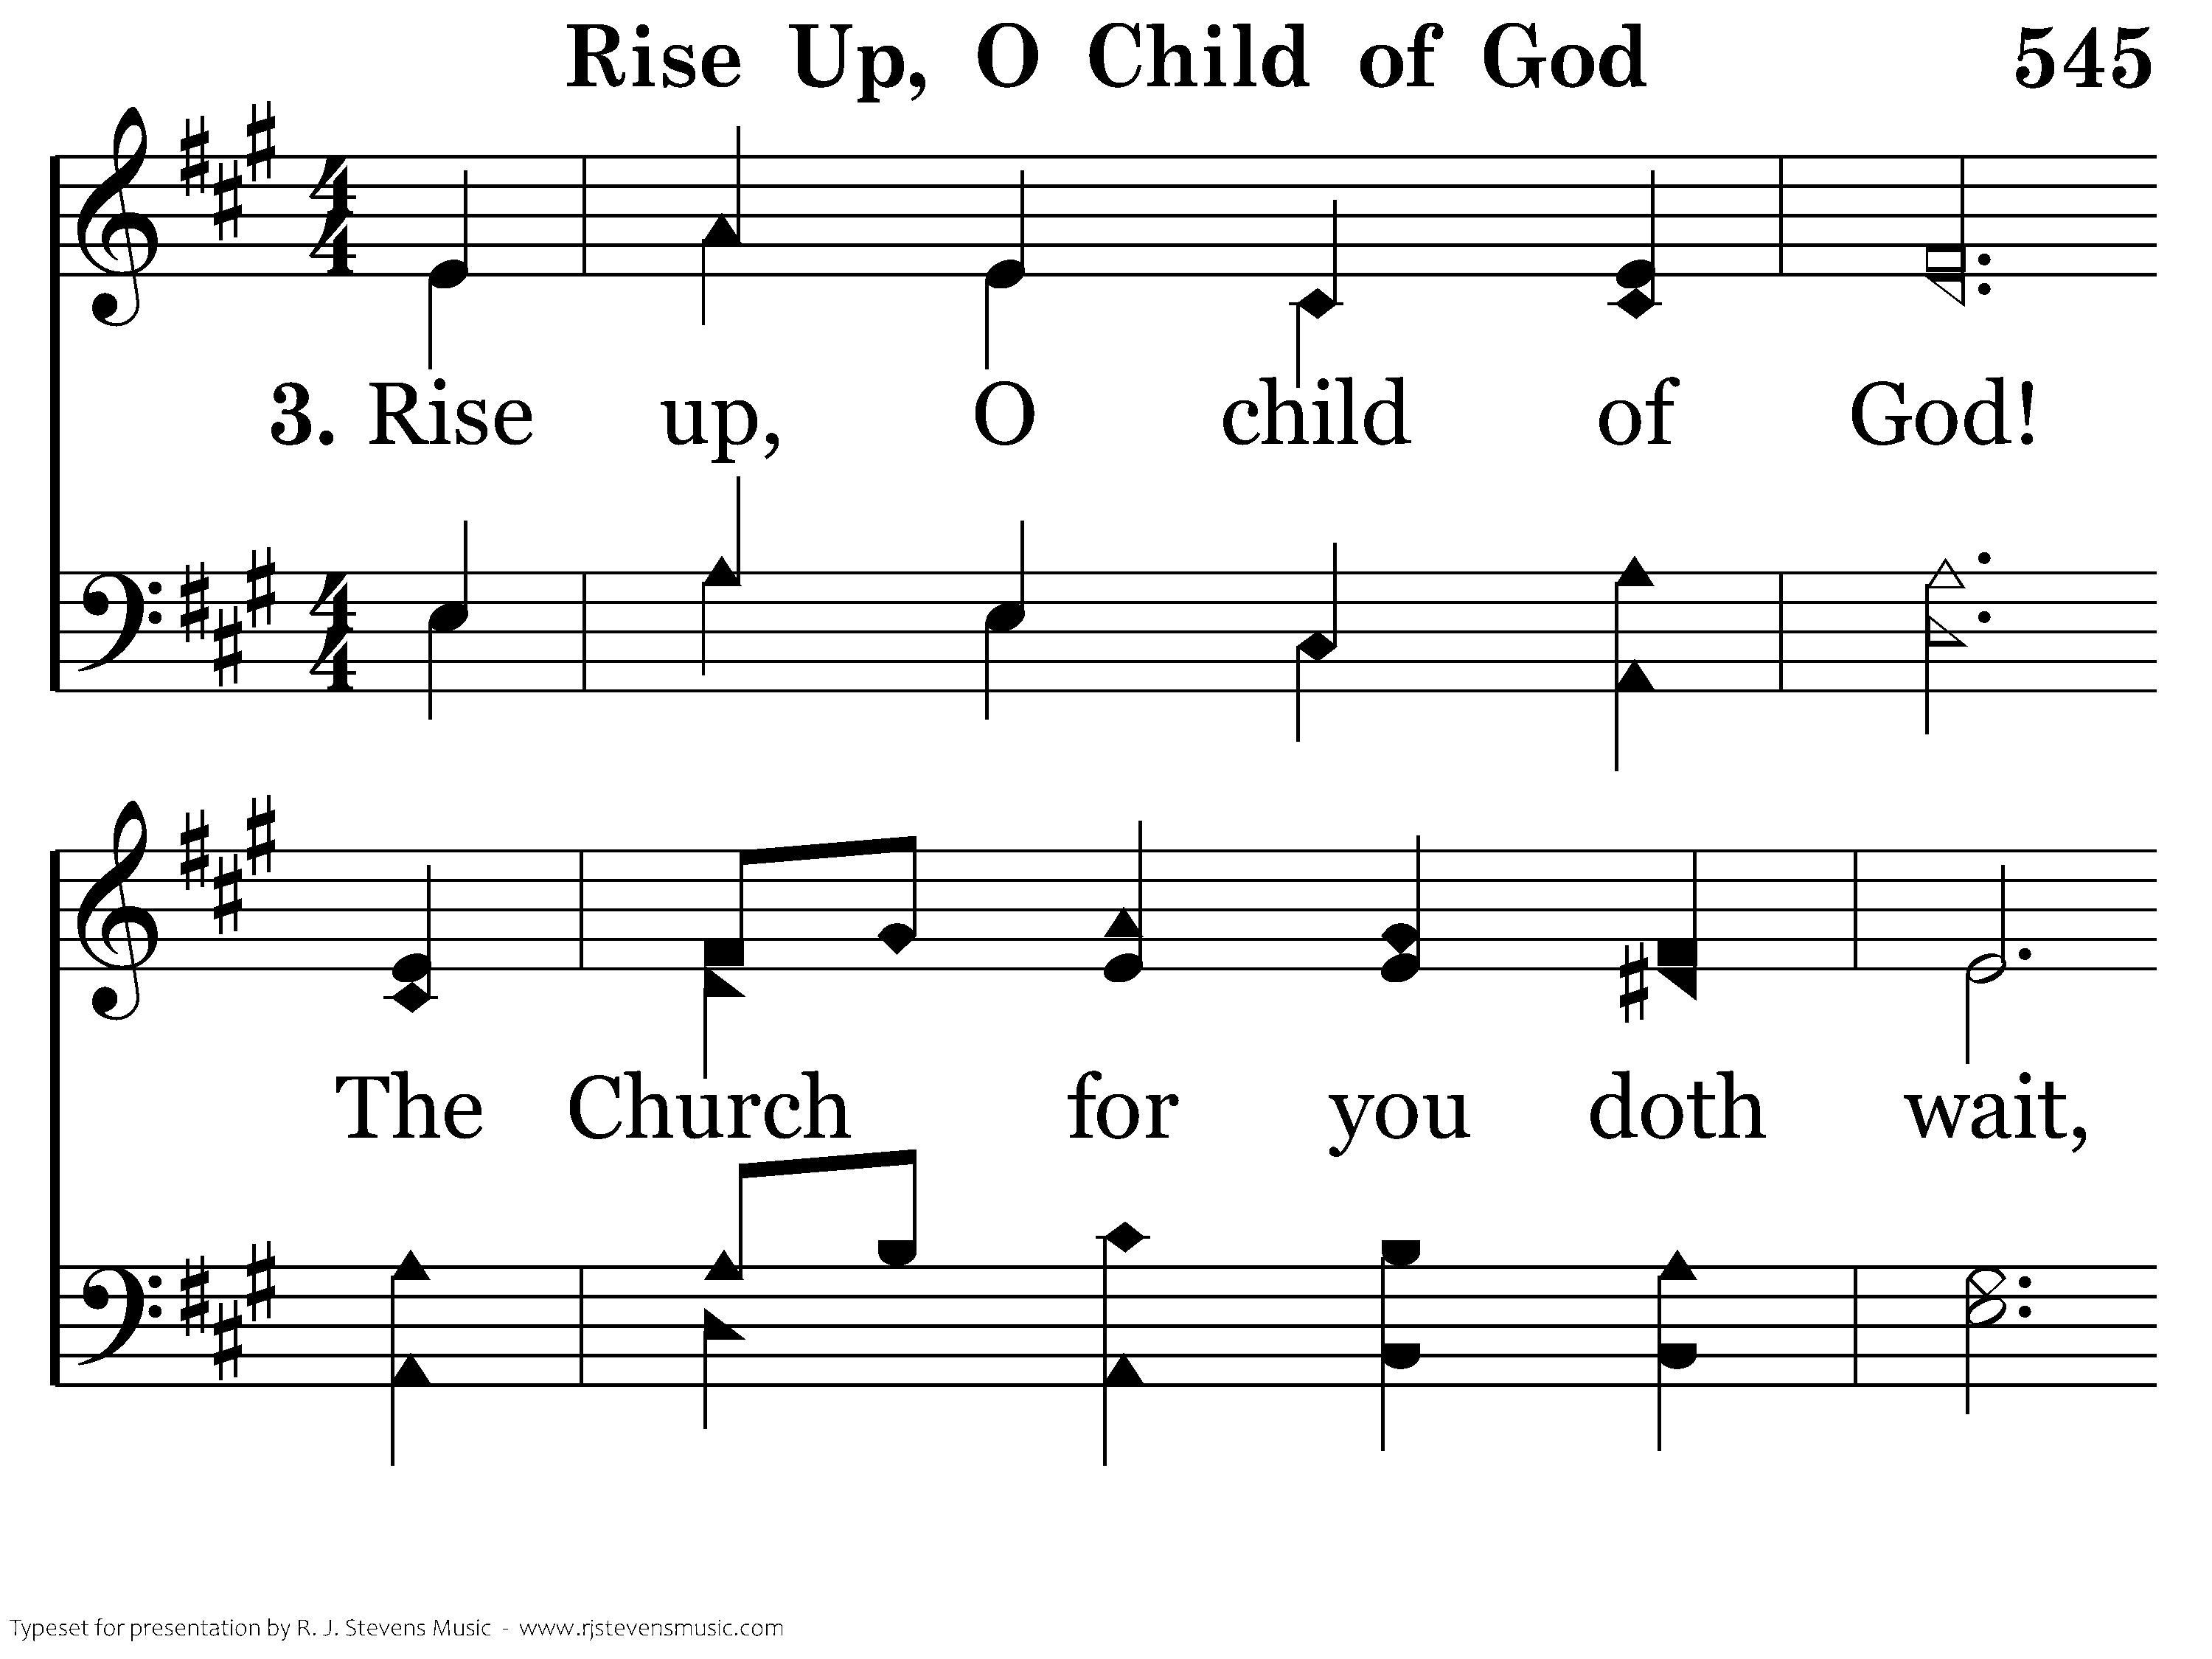 Rise Up, O Child of God 545
3. Rise up, O child of God!
The Church for you doth wait,
Typeset for presentation by R. J. Stevens Music - www.rjstevensmusic.com